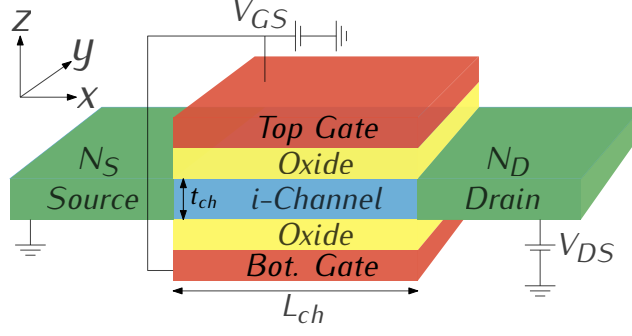 V_GS
z
y
x
Top Gate
N_S
Oxide
N_D
Source
t_ch
i-Channel
Drain
Oxide
V_DS
Bot. Gate
L_ch